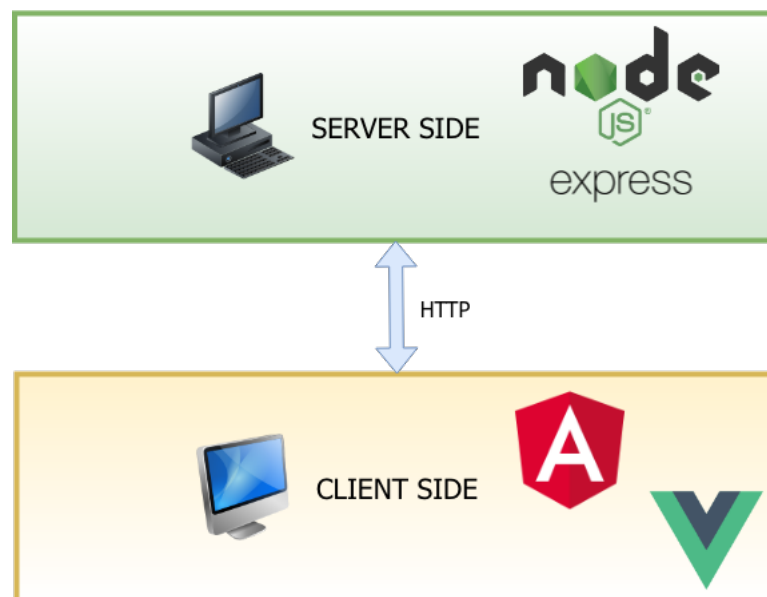 node
JS
SERVER SIDE
express
HTTP
A
CLIENT SIDE